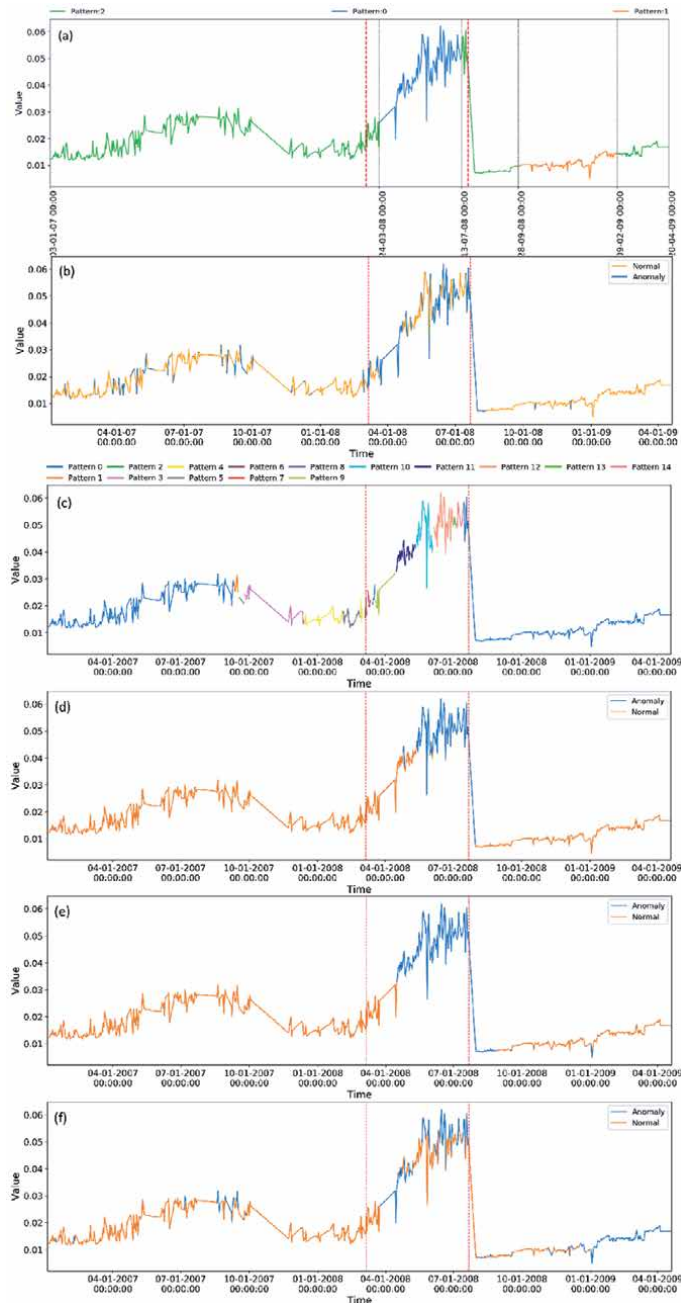 Pattern:2 Pattern:0 Pattern:1
(a)
0.06
0.05
0.04
0.03
0.02
0.01
Value
03-01-07 00:00
24-03-08 00:00
13-07-08 00:00
28-09-08 00:00
09-02-09 00:00
20-04-09 00:00
(b)
Normal
Anomaly
0.06
0.05
0.04
0.03
0.02
0.01
Value
04-01-07 07-01-07 10-01-07 01-01-08 04-01-08 07-01-08 10-01-08 01-01-09 04-01-09
00:00:00 00:00:00 00:00:00 00:00:00 00:00:00 00:00:00 00:00:00 00:00:00 00:00:00
Time
Pattern 0 Pattern 2 Pattern 4 Pattern 6 Pattern 8 Pattern 10 Pattern 11 Pattern 12 Pattern 13 Pattern 14
Pattern 1 Pattern 3 Pattern 5 Pattern 7 Pattern 9
(c)
0.06
0.05
0.04
0.03
0.02
0.01
Value
04-01-2007 07-01-2007 10-01-2007 01-01-2008 04-01-2008 07-01-2008 10-01-2008 01-01-2009 04-01-2009
00:00:00 00:00:00 00:00:00 00:00:00 00:00:00 00:00:00 00:00:00 00:00:00 00:00:00
Time
(d)
Anomaly
Normal
0.06
0.05
0.04
0.03
0.02
0.01
Value
04-01-2007 07-01-2007 10-01-2007 01-01-2008 04-01-2008 07-01-2008 10-01-2008 01-01-2009 04-01-2009
00:00:00 00:00:00 00:00:00 00:00:00 00:00:00 00:00:00 00:00:00 00:00:00 00:00:00
Time
(e)
Anomaly
Normal
0.06
0.05
0.04
0.03
0.02
0.01
Value
04-01-2007 07-01-2007 10-01-2007 01-01-2008 04-01-2008 07-01-2008 10-01-2008 01-01-2009 04-01-2009
00:00:00 00:00:00 00:00:00 00:00:00 00:00:00 00:00:00 00:00:00 00:00:00 00:00:00
Time
(f)
Anomaly
Normal
0.06
0.05
0.04
0.03
0.02
0.01
Value
04-01-2007 07-01-2007 10-01-2007 01-01-2008 04-01-2008 07-01-2008 10-01-2008 01-01-2009 04-01-2009
00:00:00 00:00:00 00:00:00 00:00:00 00:00:00 00:00:00 00:00:00 00:00:00 00:00:00
Time